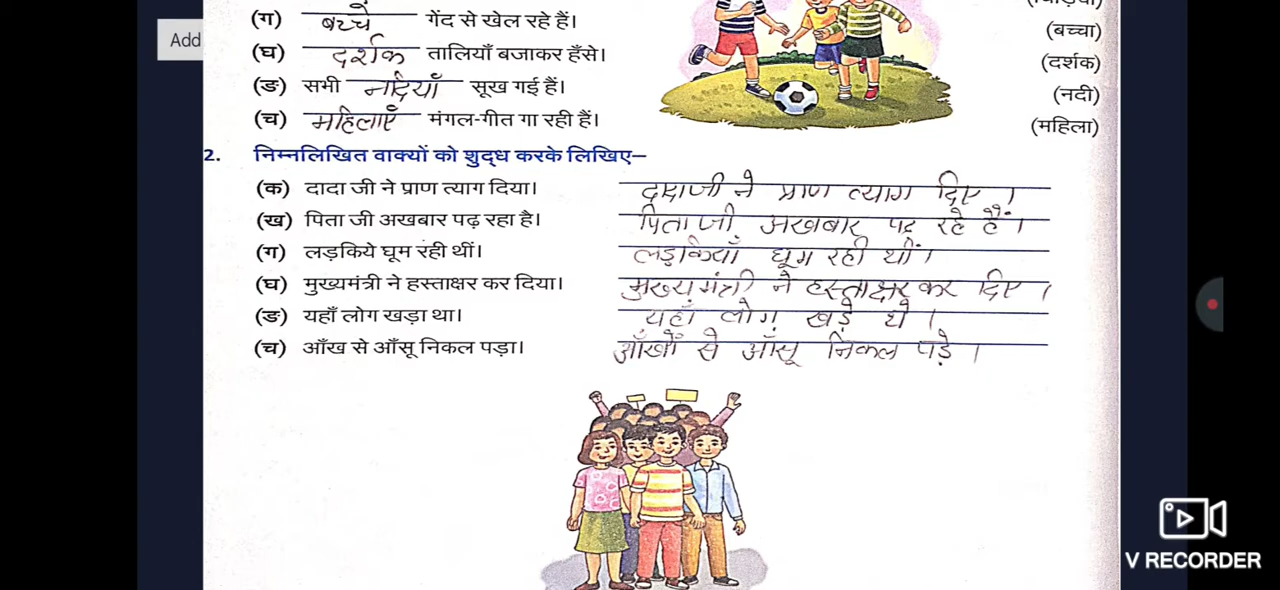 Add
(ग) बच्चे गेंद से खेल रहे हैं।
(बच्चा)
(घ) दर्शक तालियाँ बजाकर हँसे।
(दर्शक)
(ङ) सभी नदियाँ सूख गई हैं।
(नदी)
(च) महिलाएँ मंगल-गीत गा रही हैं।
(महिला)
2. निम्नलिखित वाक्यों को शुद्ध करके लिखिए–
(क) दादा जी ने प्राण त्याग दिया। दादाजी ने प्राण त्याग दिए।
(ख) पिता जी अखबार पढ़ रहा है। पिता जी अखबार पढ़ रहे हैं।
(ग) लड़किये घूम रही थीं। लड़कियाँ घूम रही थीं।
(घ) मुख्यमंत्री ने हस्ताक्षर कर दिया। मुख्यमंत्री ने हस्ताक्षर कर दिए।
(ङ) यहाँ लोग खड़ा था। यहाँ लोग खड़े थे।
(च) आँख से आँसू निकल पड़ा। आँखों से आँसू निकल पड़े।
V RECORDER